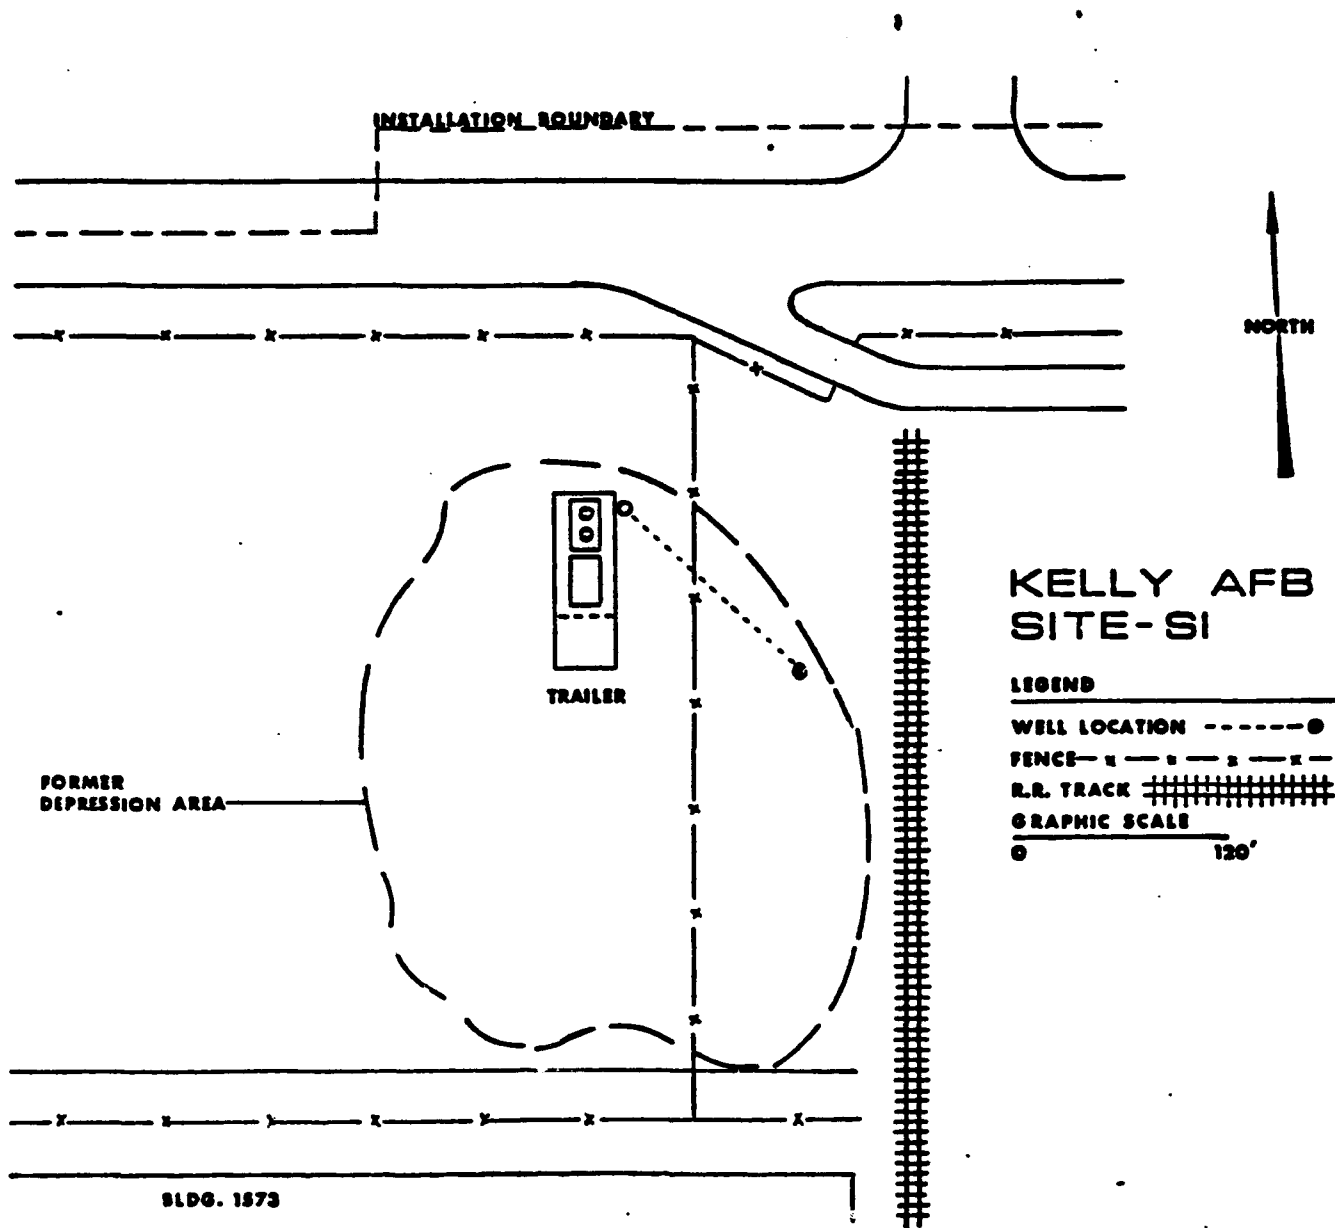 INSTALLATION BOUNDARY
NORTH
KELLY AFB
SITE-S1
TRAILER
LEGEND
WELL LOCATION
FENCE
R.R. TRACK
GRAPHIC SCALE
0 120'
FORMER
DEPRESSION AREA
BLDG. 1573